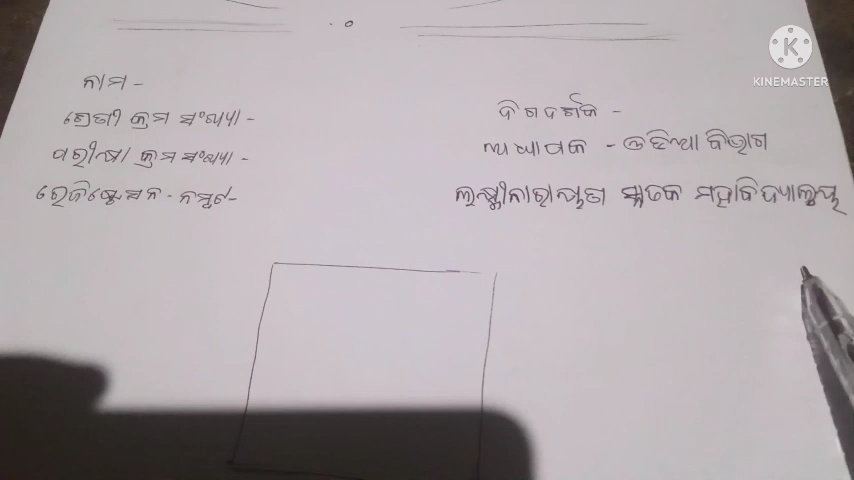 ନାମ -
ଶ୍ରେଣୀ କ୍ରମ ସଂଖ୍ୟା -
ପରୀକ୍ଷା କ୍ରମ ସଂଖ୍ୟା -
ରେଜିଷ୍ଟ୍ରେସନ - ନମ୍ବର -
ଦିଗଦର୍ଶକ -
ଅଧ୍ୟାପକ - ଓଡିଆ ବିଭାଗ
ଲକ୍ଷ୍ମୀନାରାୟଣ ସ୍ନାତକ ମହାବିଦ୍ୟାଳୟ
K
KINEMASTER